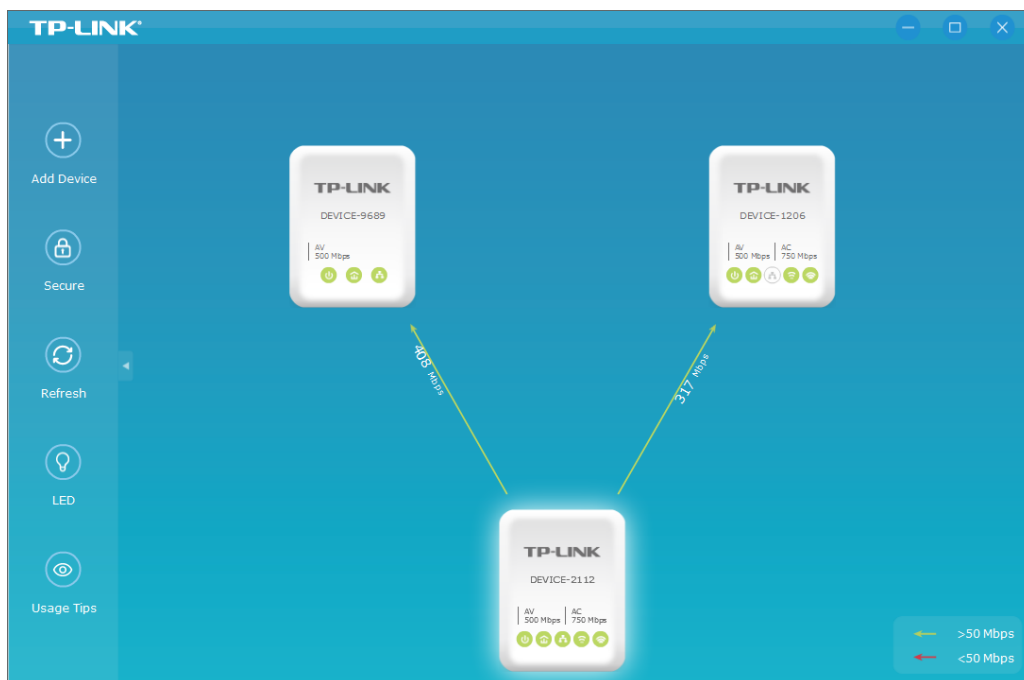 TP-LINK
Add Device
Secure
Refresh
LED
Usage Tips
TP-LINK
DEVICE-9689
AV
500 Mbps
TP-LINK
DEVICE-1206
AV
500 Mbps
AC
750 Mbps
408 Mbps
317 Mbps
TP-LINK
DEVICE-2112
AV
500 Mbps
AC
750 Mbps
>50 Mbps
<50 Mbps